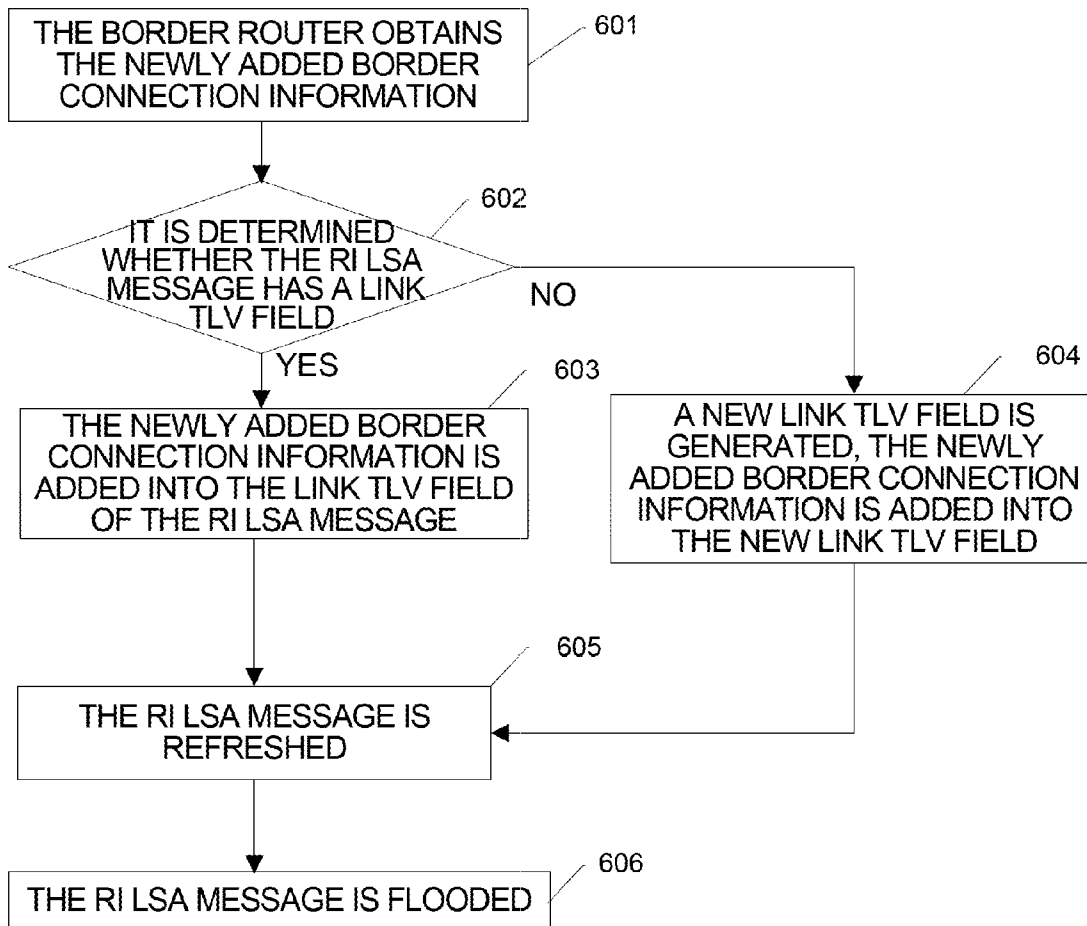 THE BORDER ROUTER OBTAINS
THE NEWLY ADDED BORDER
CONNECTION INFORMATION
601
IT IS DETERMINED
WHETHER THE RI LSA
MESSAGE HAS A LINK
TLV FIELD
602
NO
YES
603
THE NEWLY ADDED BORDER
CONNECTION INFORMATION IS
ADDED INTO THE LINK TLV FIELD
OF THE RI LSA MESSAGE
604
A NEW LINK TLV FIELD IS
GENERATED, THE NEWLY
ADDED BORDER CONNECTION
INFORMATION IS ADDED INTO
THE NEW LINK TLV FIELD
605
THE RI LSA MESSAGE IS
REFRESHED
606
THE RI LSA MESSAGE IS FLOODED